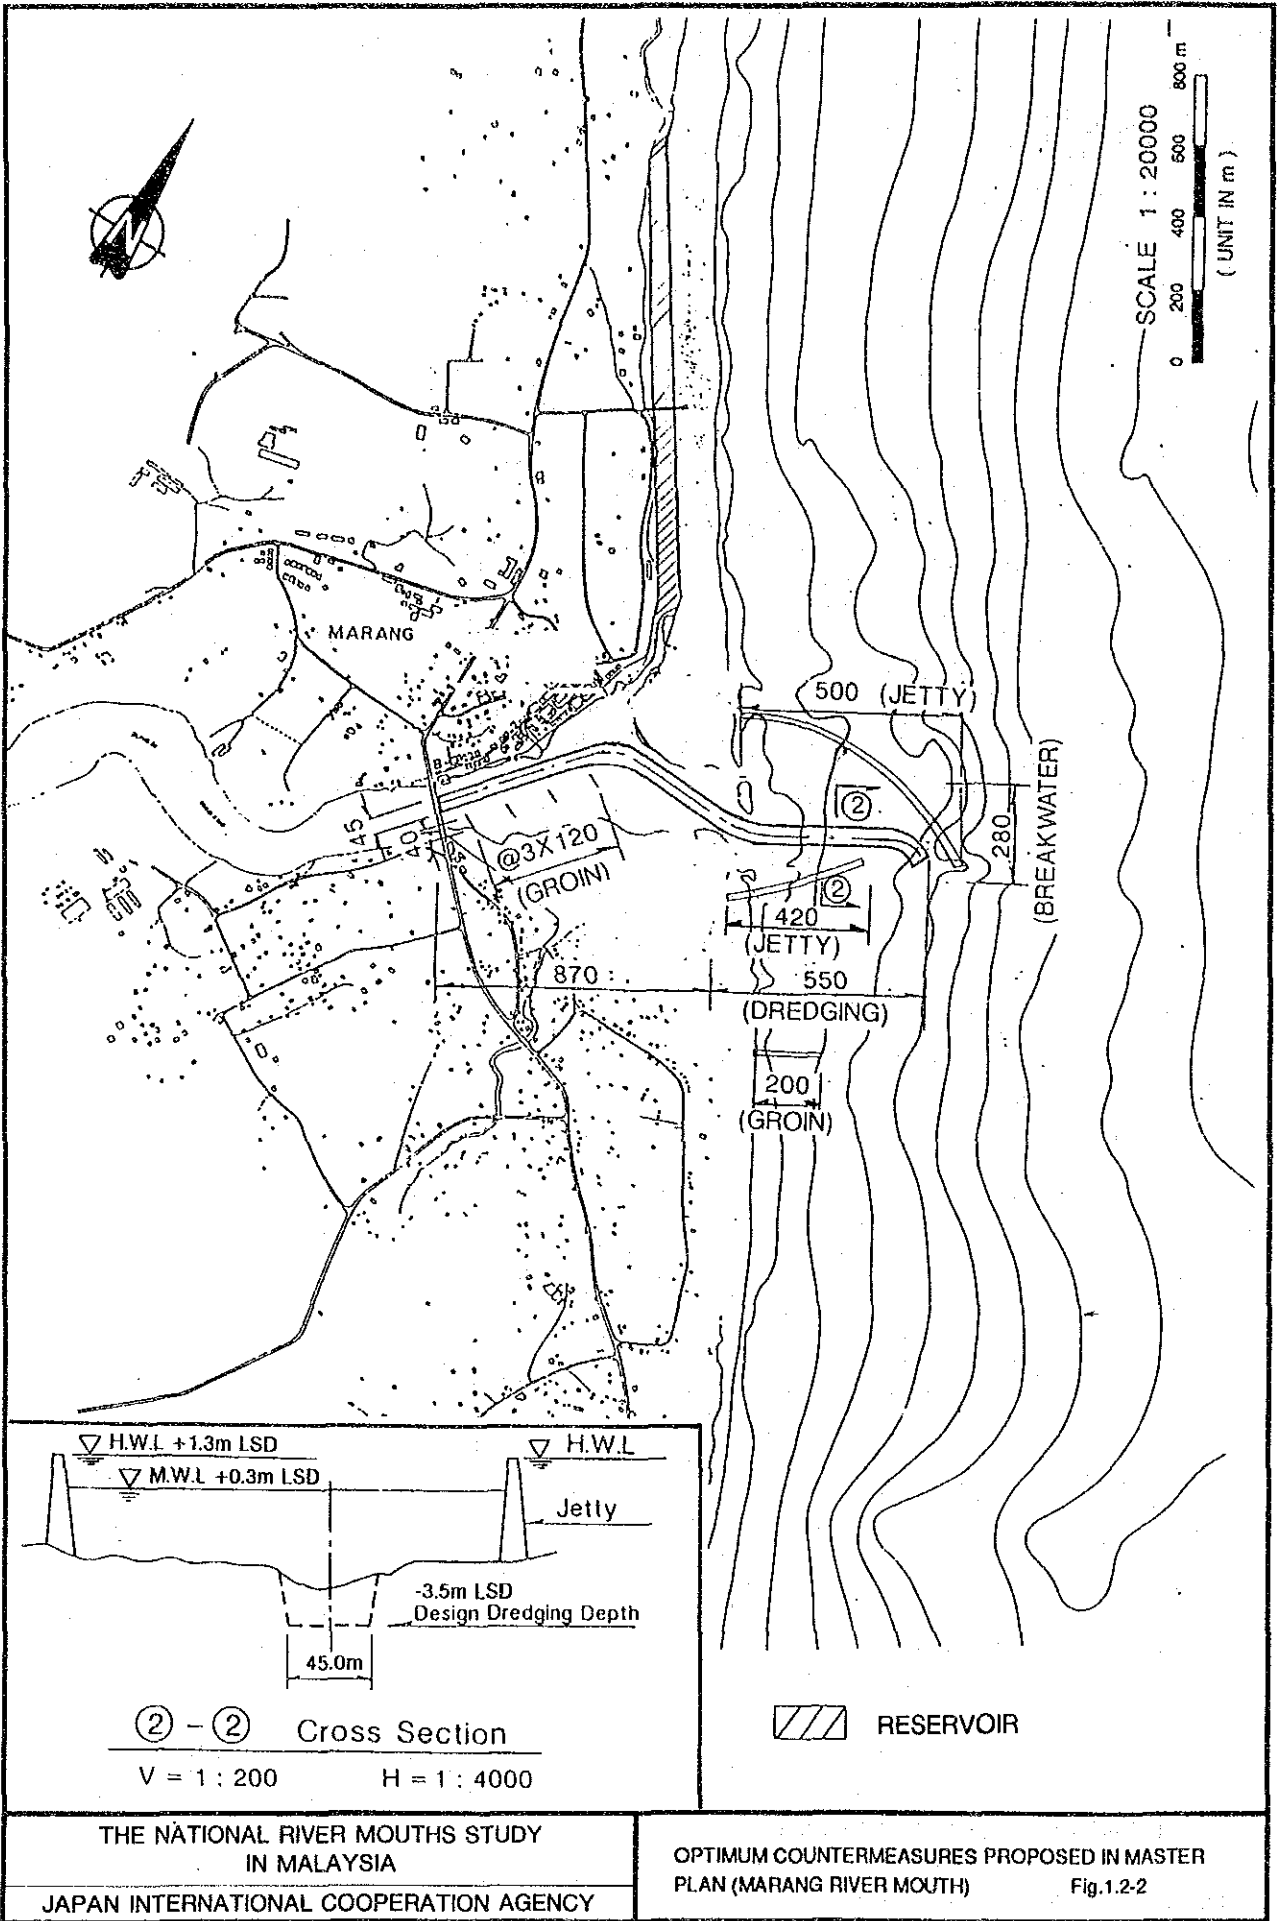 SCALE 1 : 20000
0 200 400 600 800 m
( UNIT IN m )
N
MARANG
500 (JETTY)
②
280
(BREAKWATER)
45
40
@3X120
(GROIN)
②
420
(JETTY)
870
550
(DREDGING)
200
(GROIN)
H.W.L +1.3m LSD
H.W.L
M.W.L +0.3m LSD
Jetty
-3.5m LSD
Design Dredging Depth
45.0m
② - ② Cross Section
V = 1 : 200 H = 1 : 4000
RESERVOIR
THE NATIONAL RIVER MOUTHS STUDY
IN MALAYSIA
JAPAN INTERNATIONAL COOPERATION AGENCY
OPTIMUM COUNTERMEASURES PROPOSED IN MASTER
PLAN (MARANG RIVER MOUTH) Fig.1.2-2